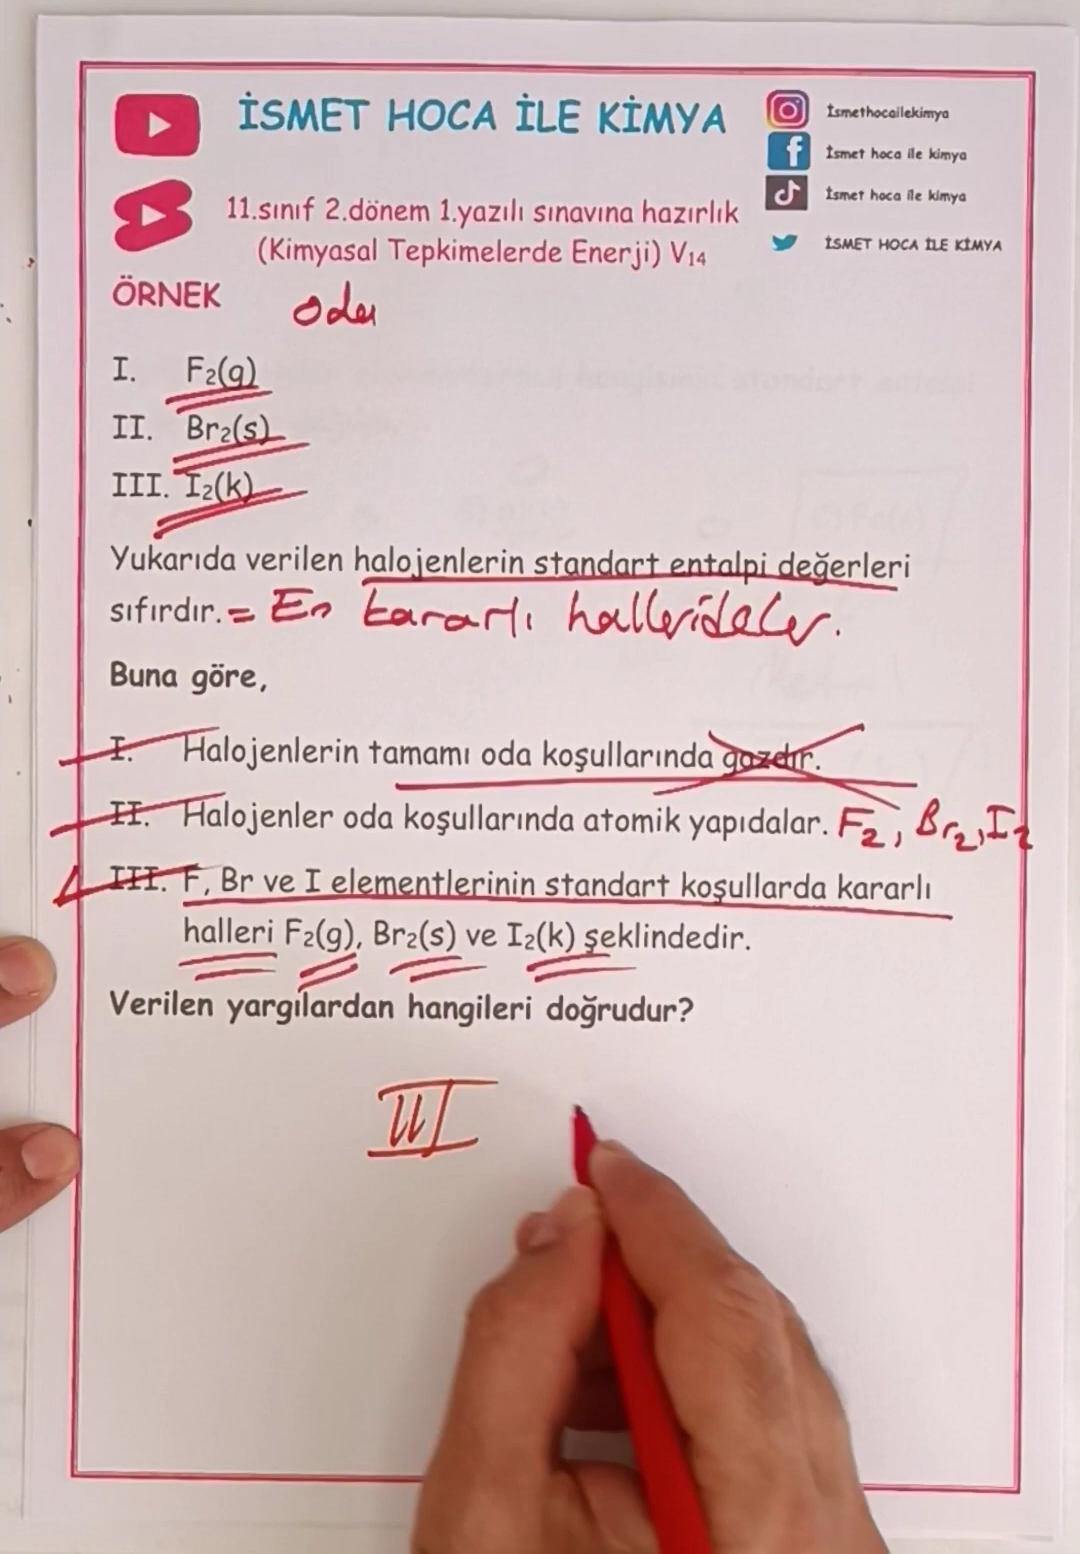 İSMET HOCA İLE KİMYA
İsmethocailekimya
İsmet hoca ile kimya
İsmet hoca ile kimya
İSMET HOCA İLE KİMYA
11.sınıf 2.dönem 1.yazılı sınavına hazırlık
(Kimyasal Tepkimelerde Enerji) V14
ÖRNEK Oda
I. F₂(g)
II. Br₂(s)
III. I₂(k)
Yukarıda verilen halojenlerin standart entalpi değerleri
sıfırdır. = En kararlı halleridaler.
Buna göre,
I. Halojenlerin tamamı oda koşullarında gazdır.
II. Halojenler oda koşullarında atomik yapıdalar. F₂, Br₂, I₂
III. F, Br ve I elementlerinin standart koşullarda kararlı
halleri F₂(g), Br₂(s) ve I₂(k) şeklindedir.
Verilen yargılardan hangileri doğrudur?
III